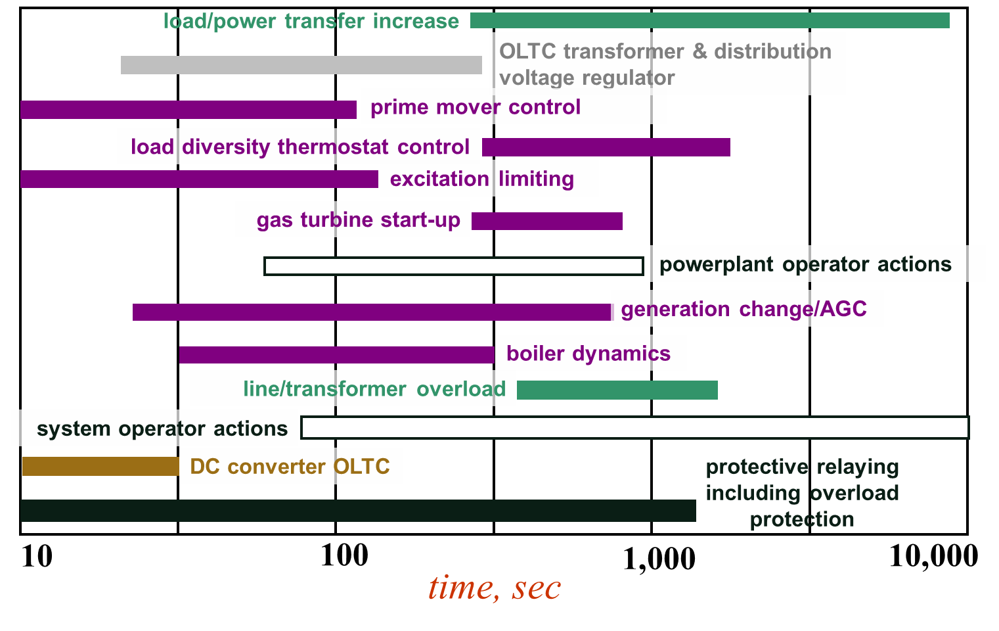 load/power transfer increase
OLTC transformer & distribution
voltage regulator
prime mover control
load diversity thermostat control
excitation limiting
gas turbine start-up
powerplant operator actions
generation change/AGC
boiler dynamics
line/transformer overload
system operator actions
DC converter OLTC
protective relaying
including overload
protection
10
100
1,000
10,000
time, sec